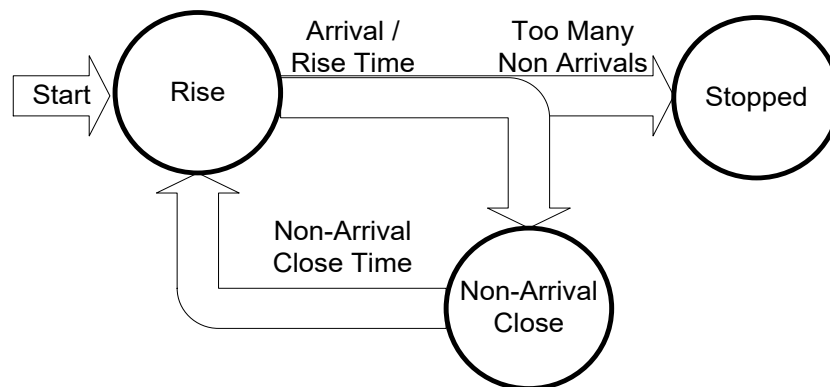 Arrival /
Rise Time
Too Many
Non Arrivals
Start
Rise
Stopped
Non-Arrival
Close Time
Non-Arrival
Close